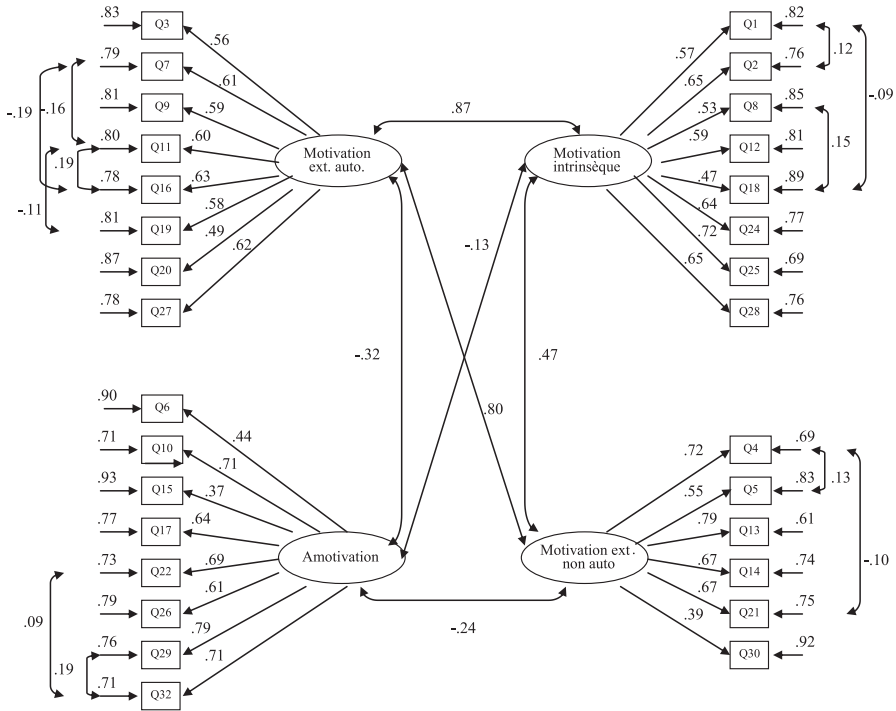 .83 Q3 .56
.79 Q7 .61
.81 Q9 .59
.80 Q11 .60
.78 Q16 .63
.81 Q19 .58
.87 Q20 .49
.78 Q27 .62
-.19
-.16
.19
-.11
Motivation
ext. auto.
.87
.57 Q1 .82
.65 Q2 .76
.53 Q8 .85
.59 Q12 .81
.47 Q18 .89
.64 Q24 .77
.72 Q25 .69
.65 Q28 .76
.12
-.09
.15
Motivation
intrinsèque
-.13
-.32
.47
.80
.90 Q6 .44
.71 Q10 .71
.93 Q15 .37
.77 Q17 .64
.73 Q22 .69
.79 Q26 .61
.76 Q29 .79
.71 Q32 .71
.09
.19
Amotivation
-.24
.72 Q4 .69
.55 Q5 .83
.79 Q13 .61
.67 Q14 .74
.67 Q21 .75
.39 Q30 .92
.13
-.10
Motivation ext.
non auto